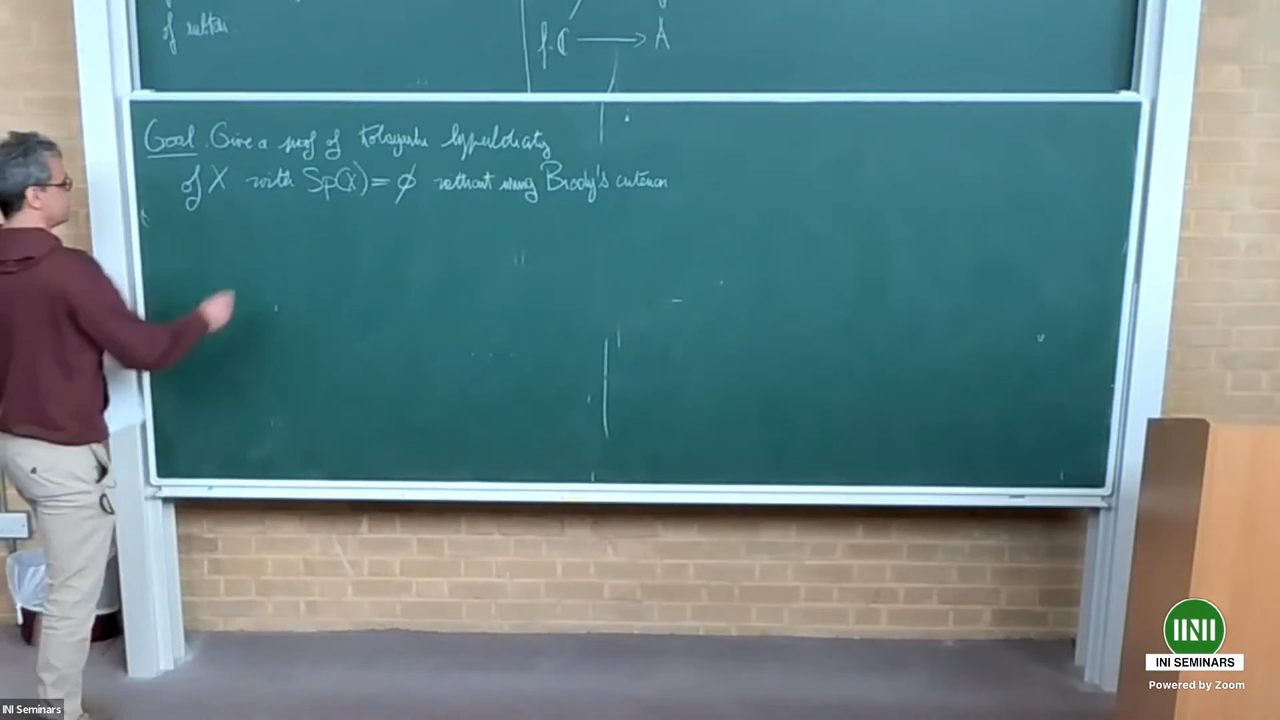 of subtori.
f: ℂ ⟶ A
Goal. Give a proof of Kobayashi hyperbolicity
of X with Sp(X) = ∅ without using Brody's criterion
INI SEMINARS
Powered by Zoom
INI Seminars